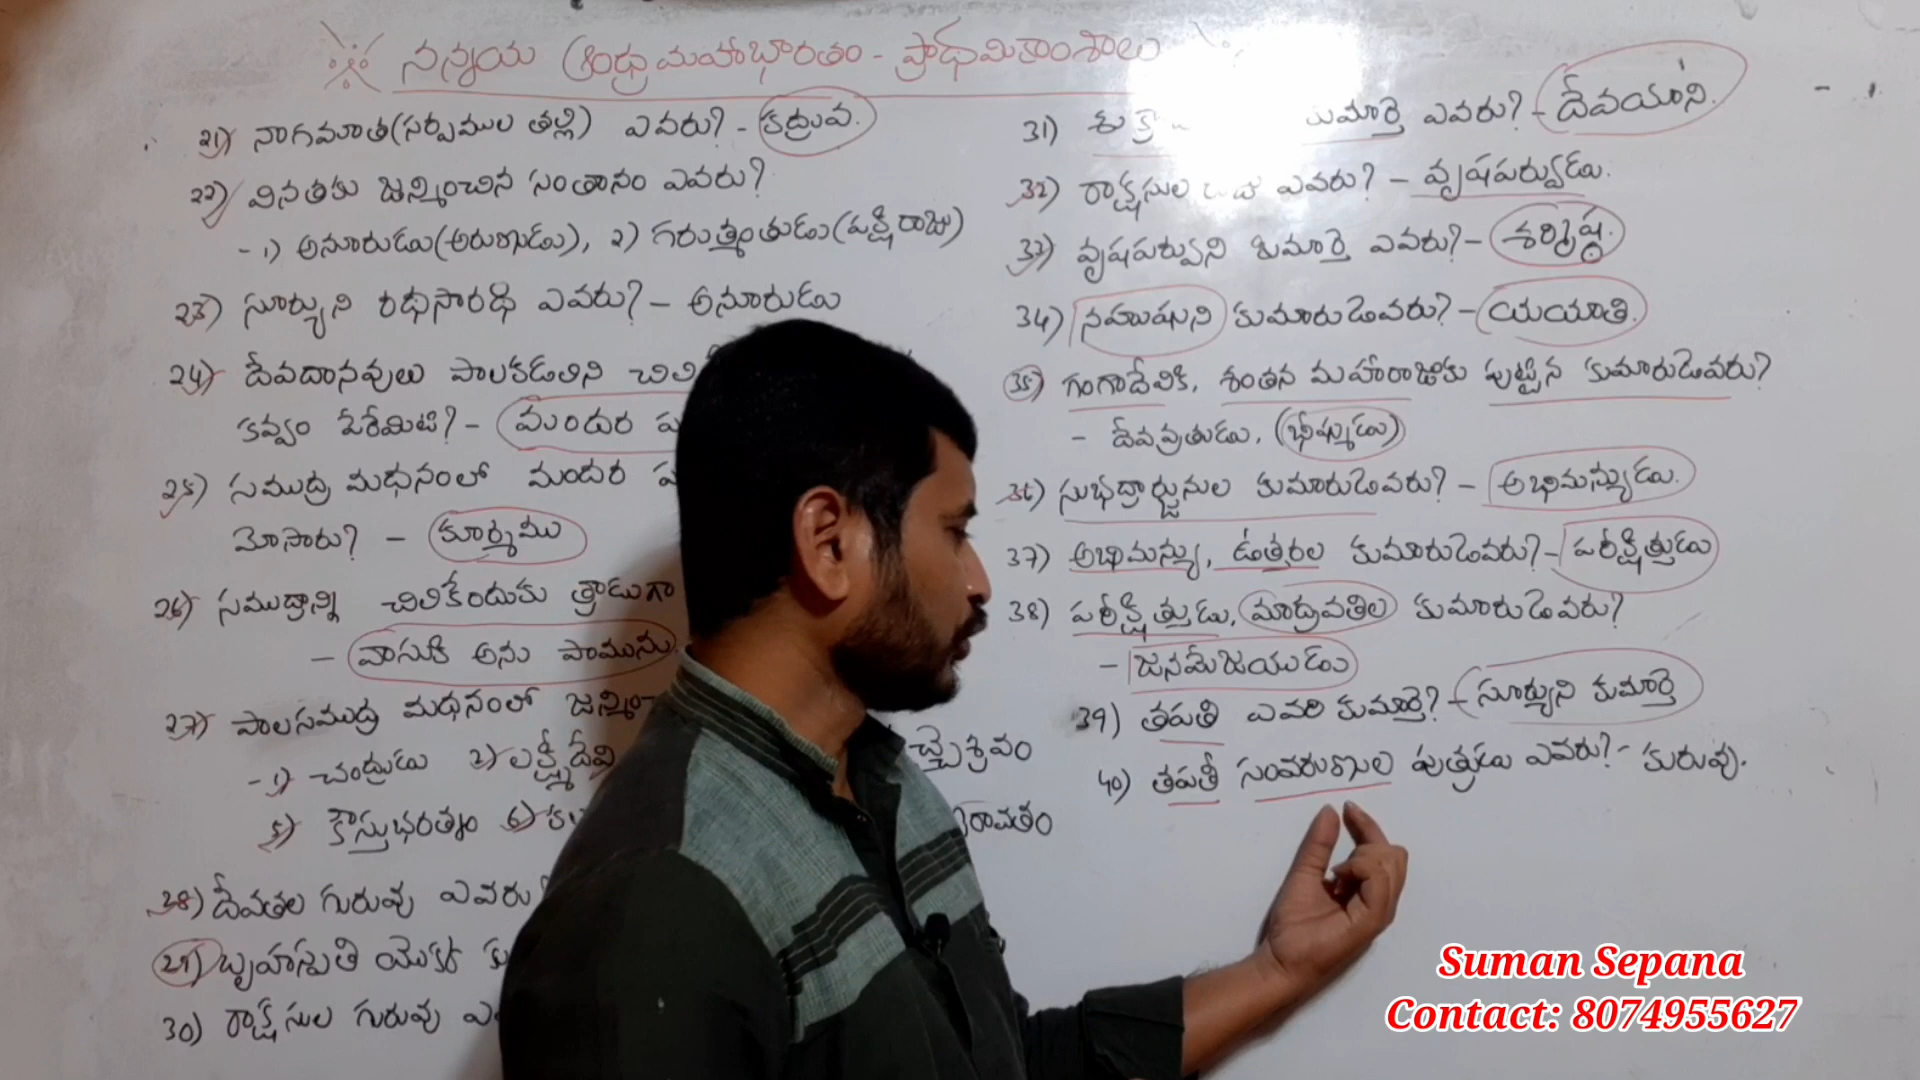 నన్నయ ఆంధ్రమహాభారతం - ప్రాథమికాంశాలు
21) నాగమాత(సర్పముల తల్లి) ఎవరు? - కద్రువ.
22) వినతకు జన్మించిన సంతానం ఎవరు?
- 1) అనూరుడు(అరుణుడు), 2) గరుత్మంతుడు(పక్షిరాజు)
23) సూర్యుని రథసారథి ఎవరు? - అనూరుడు
24) దేవదానవులు పాలకడలిని
కవ్వం పేరేమిటి? - మందర
25) సముద్ర మథనంలో మందర
మోసారు? - కూర్మము
26) సముద్రాన్ని చిలికేందుకు త్రాడుగా
- వాసుకి అను పామును.
27) పాలసముద్ర మథనంలో
- 1) చంద్రుడు 2) లక్ష్మీదేవి
5) కౌస్తుభరత్నం 6)
28) దేవతల గురువు ఎవరు
29) బృహస్పతి యొక్క
30) రాక్షసుల గురువు
31) ఎవరు? - దేవయాని.
32) రాక్షసుల ఎవరు? - వృషపర్వుడు.
33) వృషపర్వుని కుమార్తె ఎవరు? - శర్మిష్ఠ.
34) నహుషుని కుమారుడెవరు? - యయాతి.
35) గంగాదేవికి, శంతన మహారాజుకు పుట్టిన కుమారుడెవరు?
- దేవవ్రతుడు, (భీష్ముడు)
36) సుభద్రార్జునుల కుమారుడెవరు? - అభిమన్యుడు.
37) అభిమన్యు, ఉత్తరల కుమారుడెవరు? - పరీక్షిత్తుడు
38) పరీక్షిత్తుడు, మాద్రవతిల కుమారుడెవరు?
- జనమేజయుడు
39) తపతి ఎవరి కుమార్తె? - సూర్యుని కుమార్తె
40) తపతీ సంవరుణుల పుత్రుడు ఎవరు? - కురువు.
Suman Sepana
Contact: 8074955627